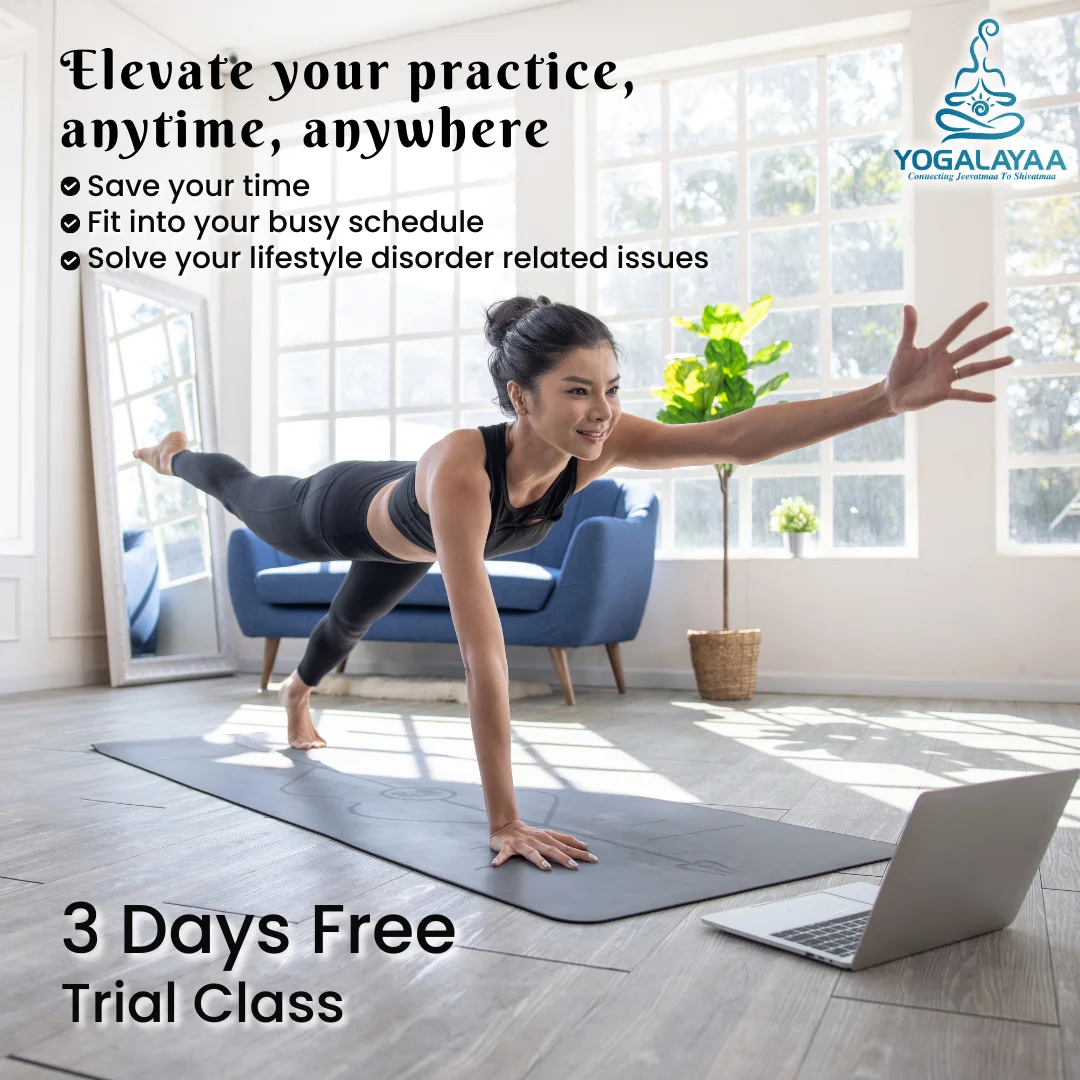 Elevate your practice,
anytime, anywhere
Save your time
Fit into your busy schedule
Solve your lifestyle disorder related issues
YOGALAYAA
Connecting Jeevatmaa To Shivatmaa
3 Days Free
Trial Class